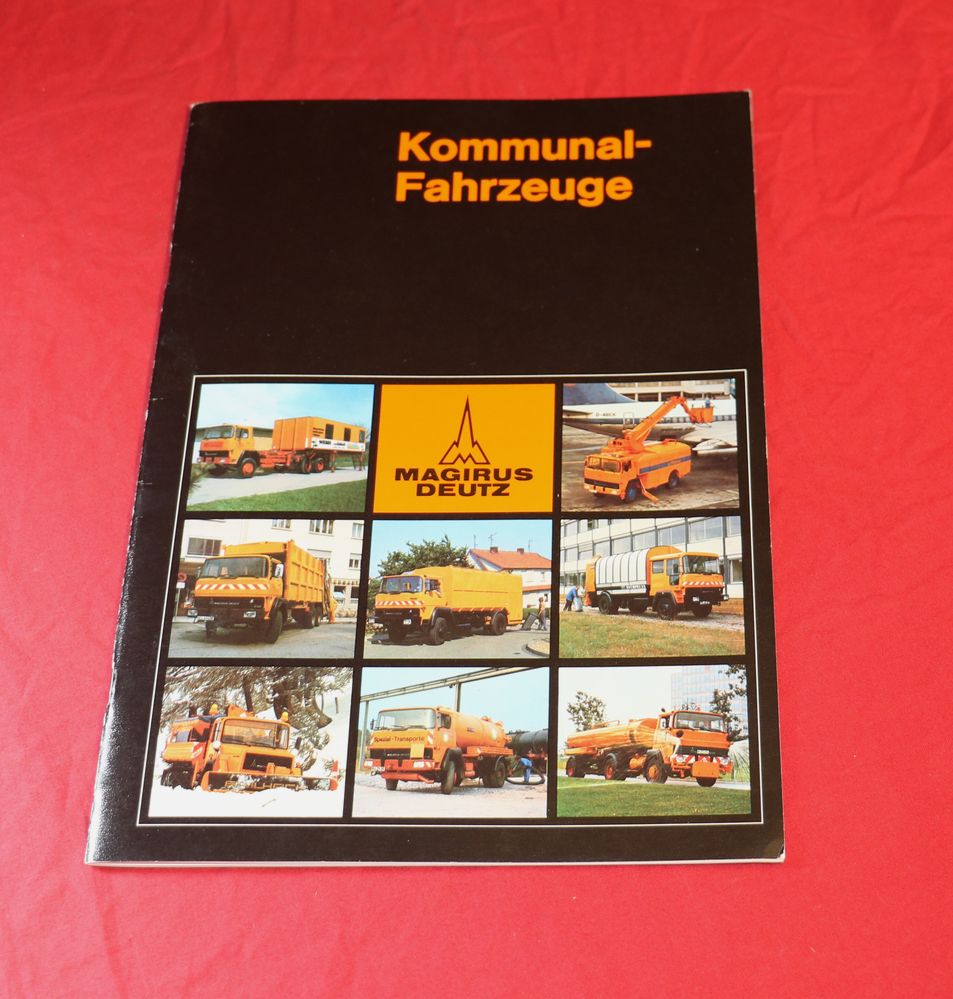 Kommunal-
Fahrzeuge
MAGIRUS
DEUTZ
Spezial-Transporte